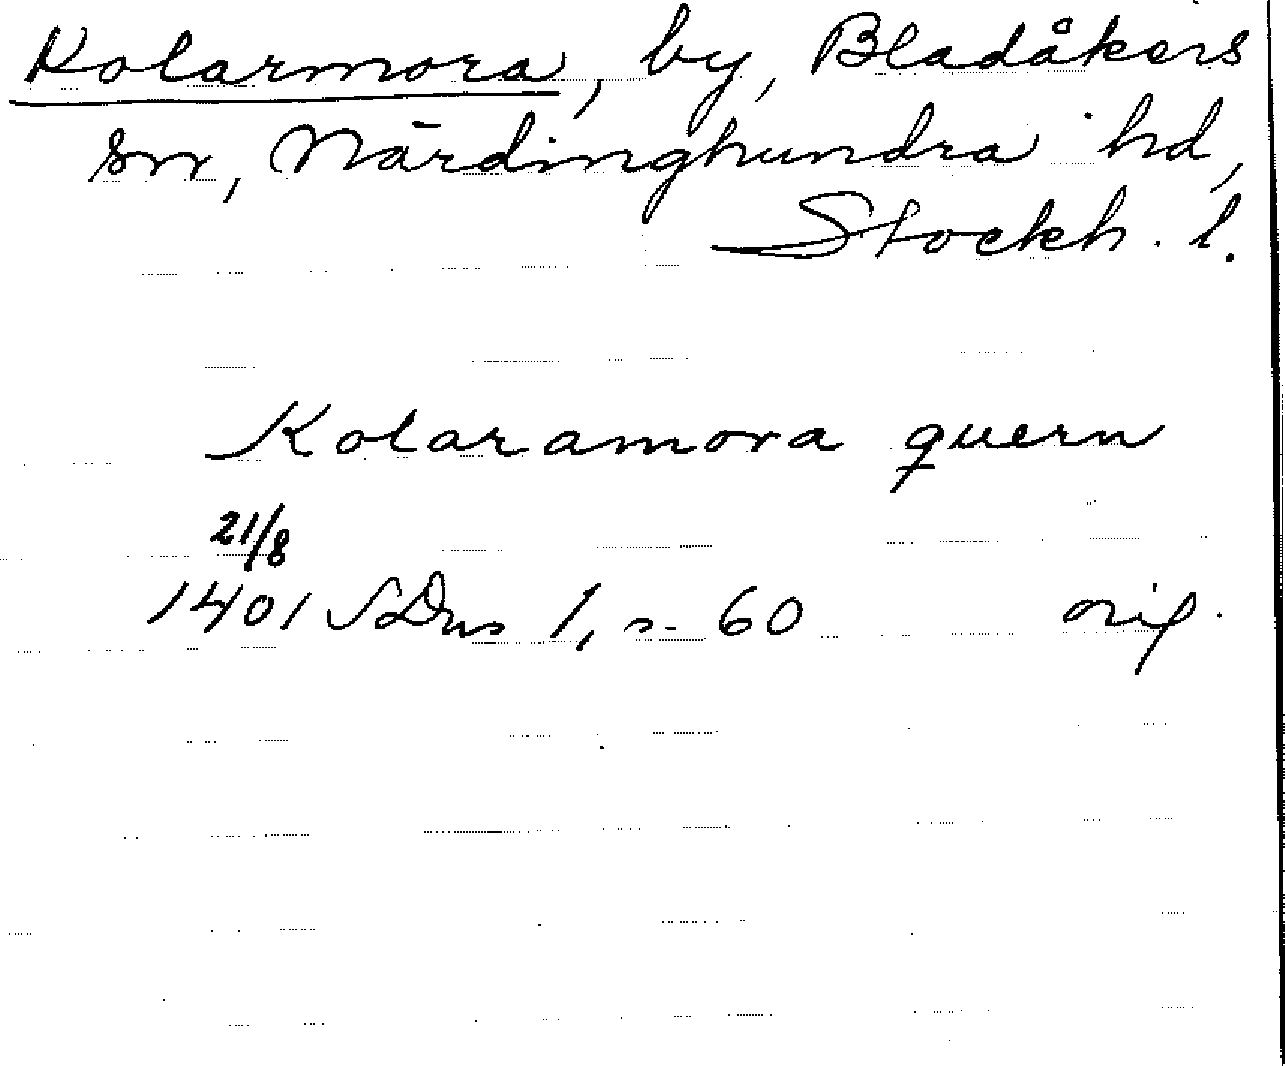 Kolarmora, by, Bladåkers
sn, Närdinghundra hd,
Stockh. l.
Kolaramora quern
21/8
1401 SDns 1, s. 60 orig.